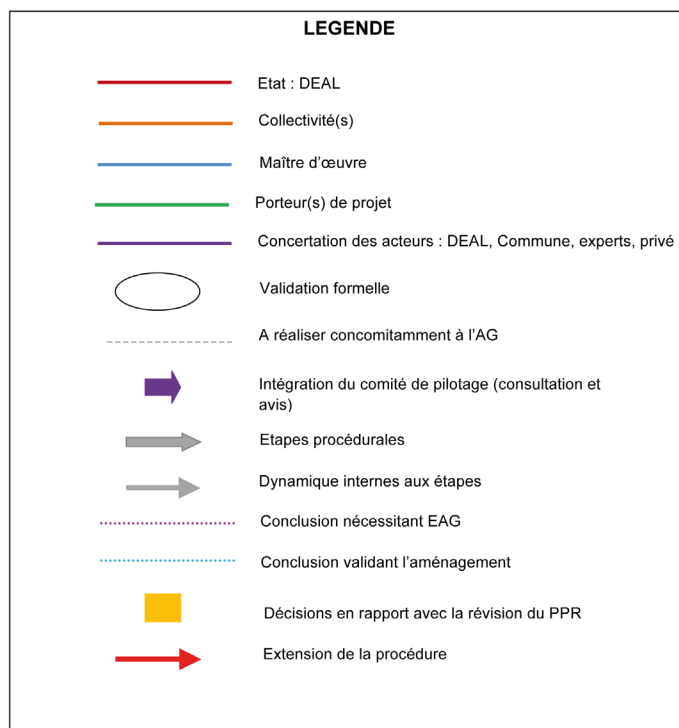 LEGENDE
Etat : DEAL
Collectivité(s)
Maître d'œuvre
Porteur(s) de projet
Concertation des acteurs : DEAL, Commune, experts, privé
Validation formelle
A réaliser concomitamment à l'AG
Intégration du comité de pilotage (consultation et
avis)
Etapes procédurales
Dynamique internes aux étapes
Conclusion nécessitant EAG
Conclusion validant l'aménagement
Décisions en rapport avec la révision du PPR
Extension de la procédure